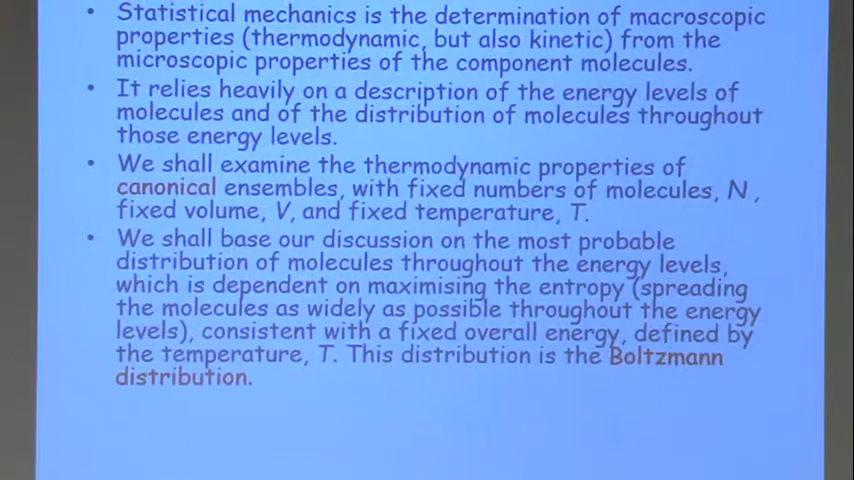 • Statistical mechanics is the determination of macroscopic
properties (thermodynamic, but also kinetic) from the
microscopic properties of the component molecules.
• It relies heavily on a description of the energy levels of
molecules and of the distribution of molecules throughout
those energy levels.
• We shall examine the thermodynamic properties of
canonical ensembles, with fixed numbers of molecules, N ,
fixed volume, V, and fixed temperature, T.
• We shall base our discussion on the most probable
distribution of molecules throughout the energy levels,
which is dependent on maximising the entropy (spreading
the molecules as widely as possible throughout the energy
levels), consistent with a fixed overall energy, defined by
the temperature, T. This distribution is the Boltzmann
distribution.